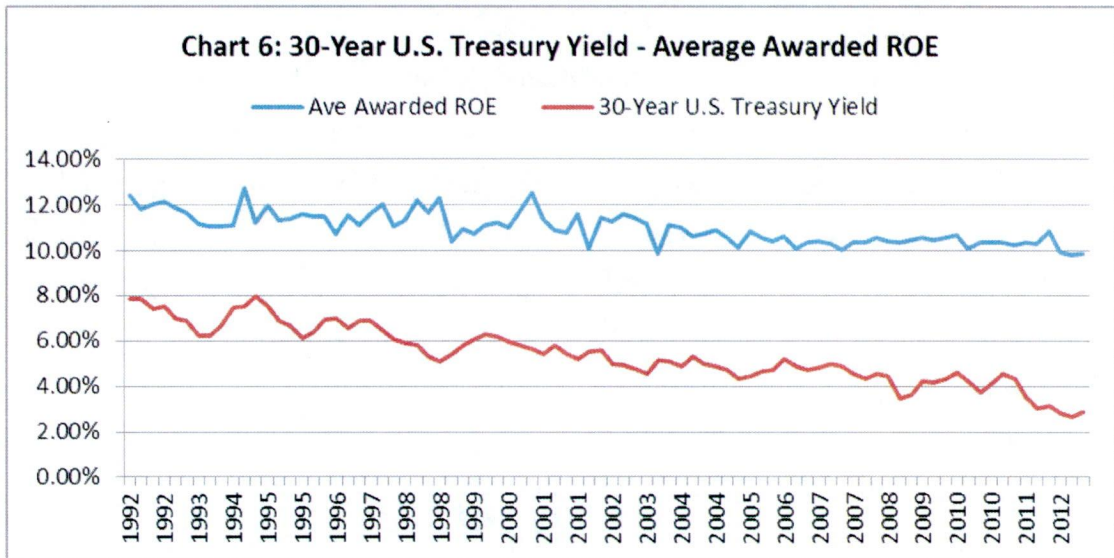 Chart 6: 30-Year U.S. Treasury Yield - Average Awarded ROE
Ave Awarded ROE 30-Year U.S. Treasury Yield
14.00%
12.00%
10.00%
8.00%
6.00%
4.00%
2.00%
0.00%
1992 1992 1993 1994 1995 1995 1996 1997 1998 1998 1999 2000 2001 2001 2002 2003 2004 2004 2005 2006 2007 2007 2008 2009 2010 2010 2011 2012